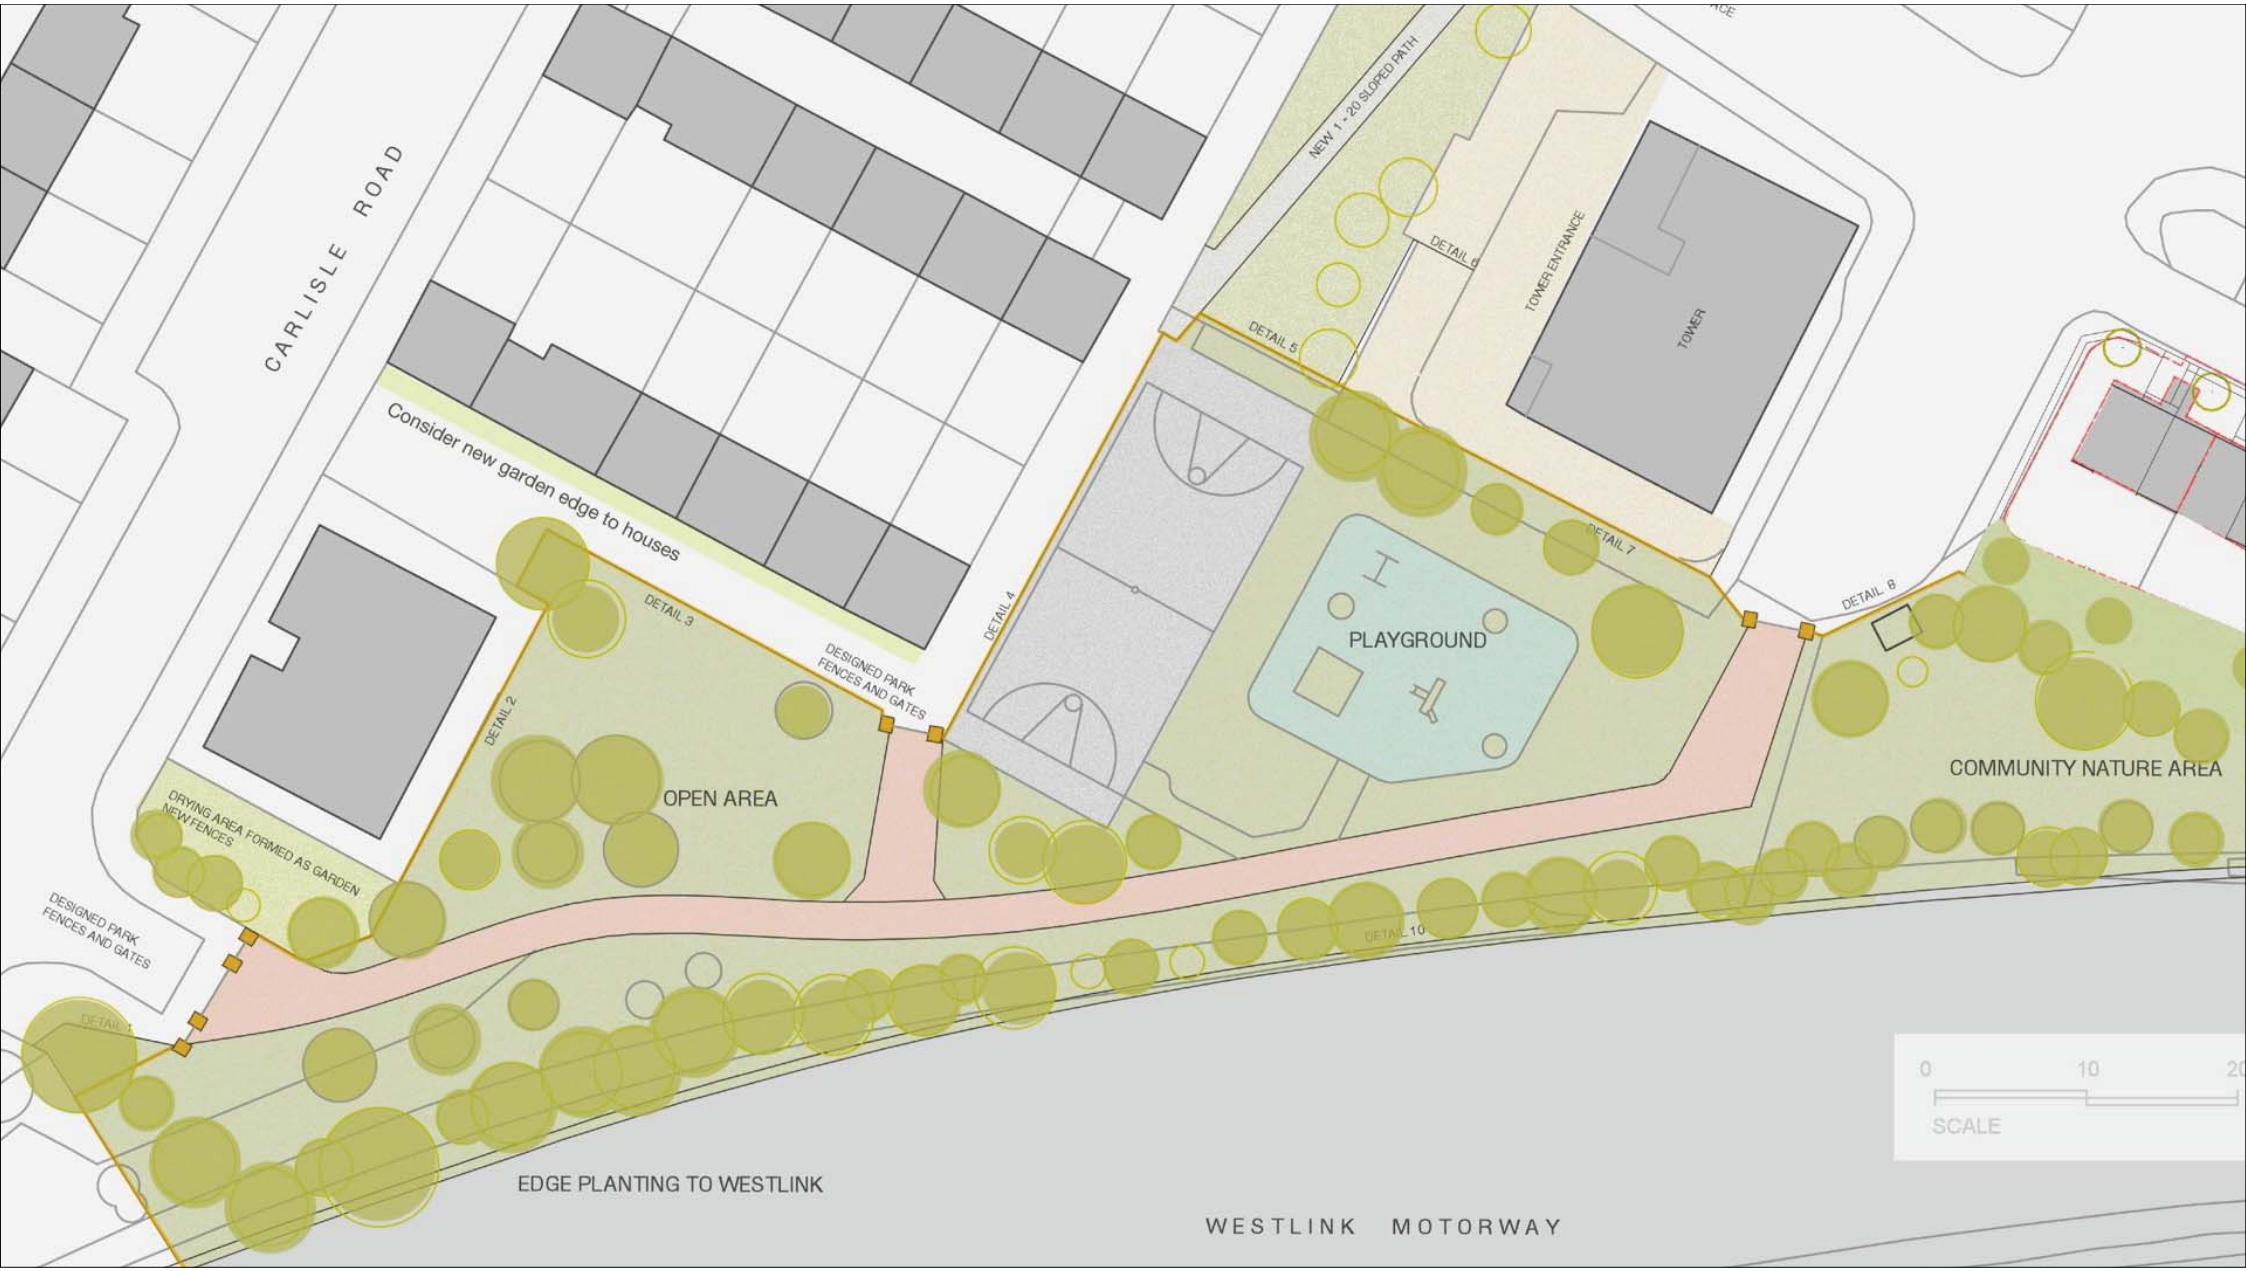 NEW 1 - 20 SLOPED PATH
CARLISLE ROAD
DETAIL 6
TOWER ENTRANCE
TOWER
DETAIL 5
Consider new garden edge to houses
DETAIL 7
DETAIL 8
DETAIL 3
DETAIL 4
DESIGNED PARK
FENCES AND GATES
PLAYGROUND
DETAIL 2
COMMUNITY NATURE AREA
OPEN AREA
DRYING AREA FORMED AS GARDEN
NEW FENCES
DESIGNED PARK
FENCES AND GATES
DETAIL 10
DETAIL 1
0 10 20
SCALE
EDGE PLANTING TO WESTLINK
WESTLINK MOTORWAY